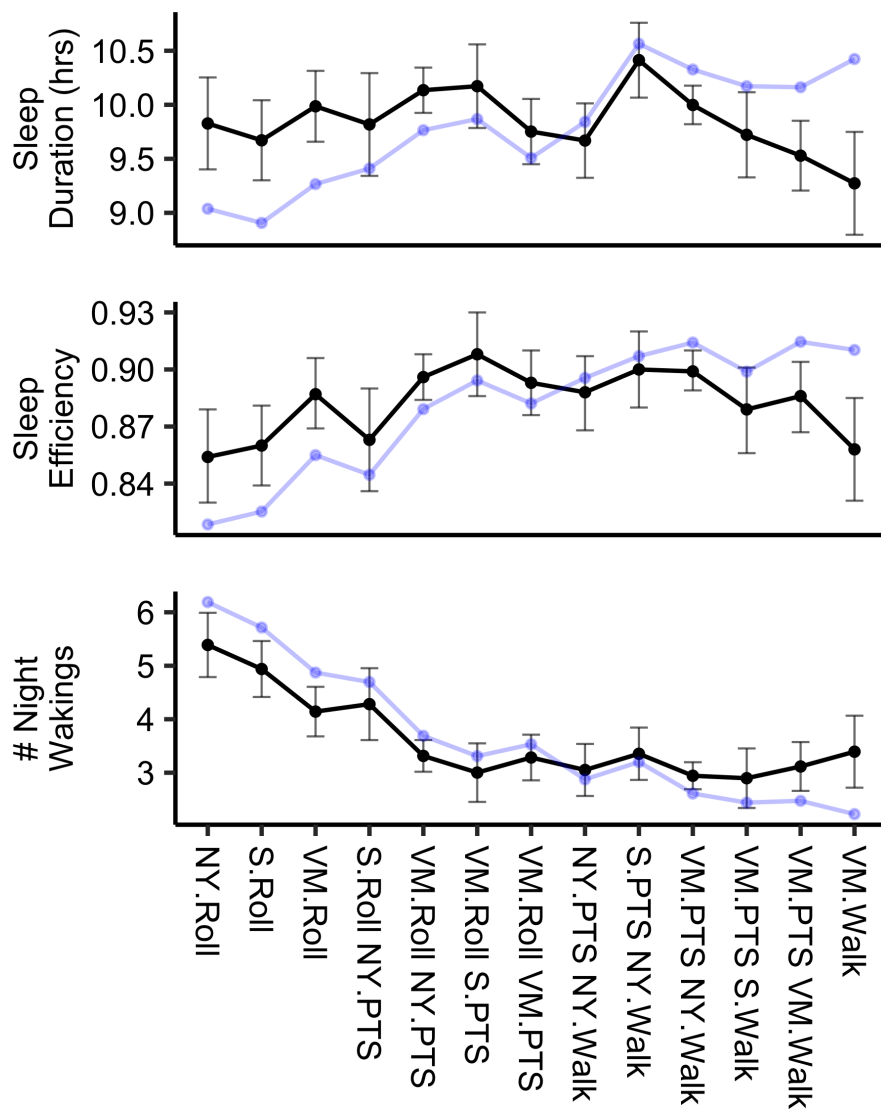 Sleep
Duration (hrs)
10.5
10.0
9.5
9.0
Sleep
Efficiency
0.93
0.90
0.87
0.84
# Night
Wakings
6
5
4
3
NY.Roll
S.Roll
VM.Roll
S.Roll NY.PTS
VM.Roll NY.PTS
VM.Roll S.PTS
VM.Roll VM.PTS
NY.PTS NY.Walk
S.PTS NY.Walk
VM.PTS NY.Walk
VM.PTS S.Walk
VM.PTS VM.Walk
VM.Walk